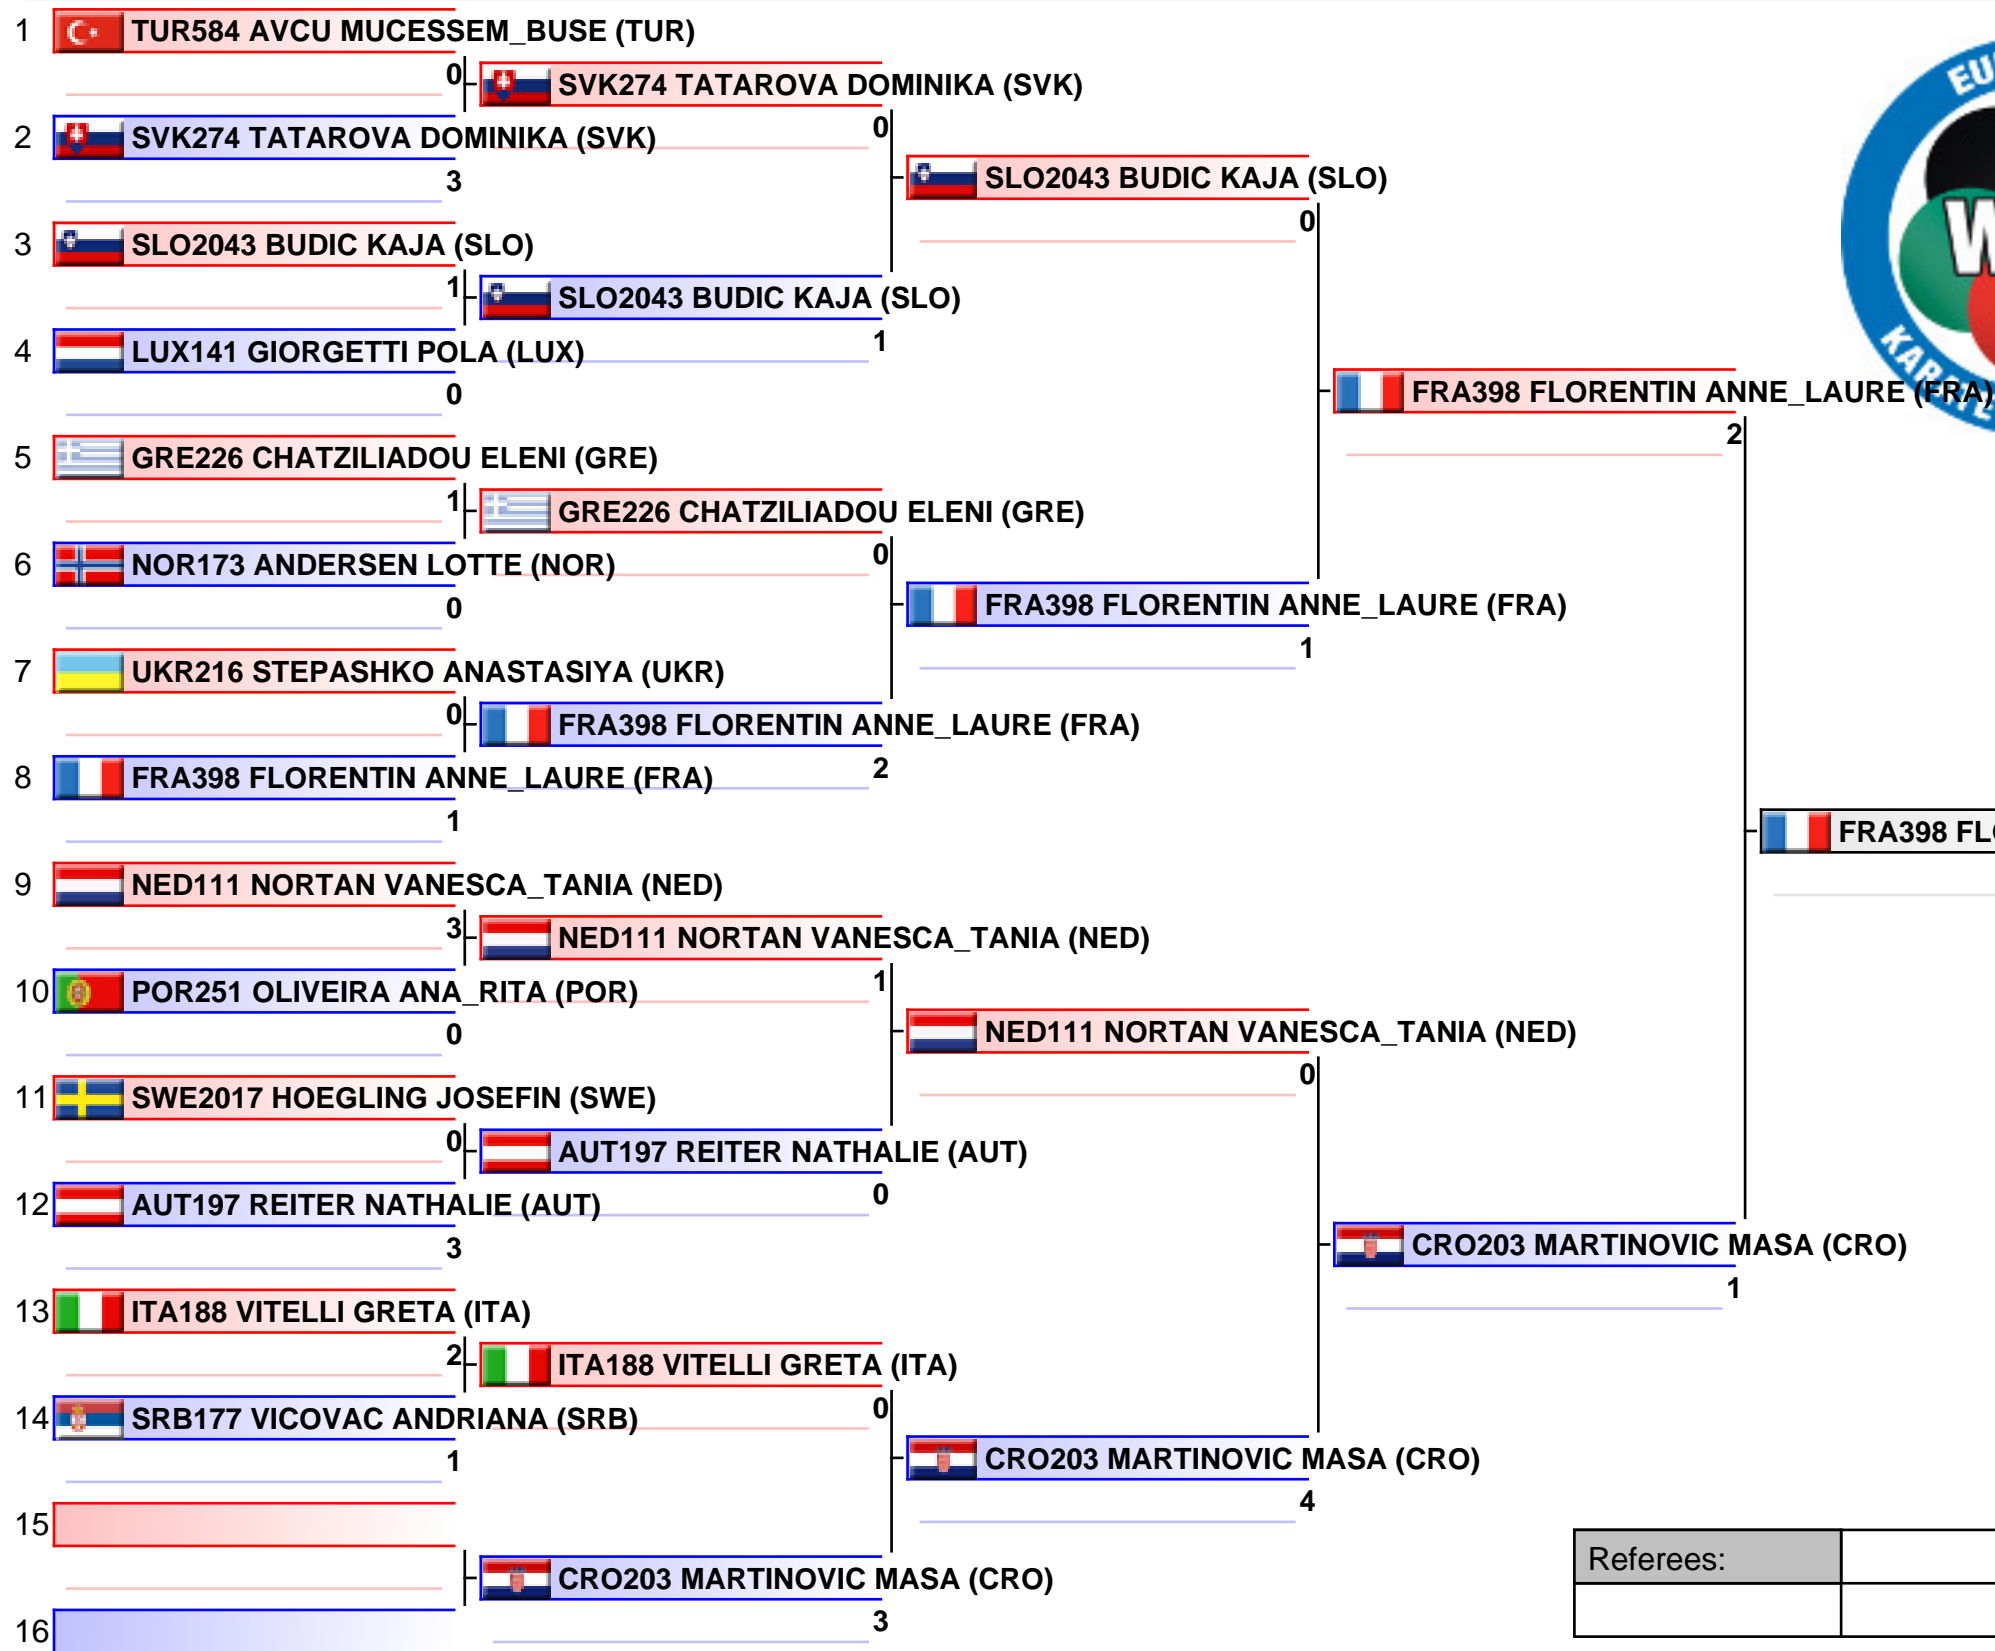 1 TUR584 AVCU MUCESSEM_BUSE (TUR)
0
SVK274 TATAROVA DOMINIKA (SVK)
0
2 SVK274 TATAROVA DOMINIKA (SVK)
3
SLO2043 BUDIC KAJA (SLO)
0
3 SLO2043 BUDIC KAJA (SLO)
1
SLO2043 BUDIC KAJA (SLO)
1
4 LUX141 GIORGETTI POLA (LUX)
0
FRA398 FLORENTIN ANNE_LAURE (FRA)
2
5 GRE226 CHATZILIADOU ELENI (GRE)
1
GRE226 CHATZILIADOU ELENI (GRE)
0
6 NOR173 ANDERSEN LOTTE (NOR)
0
FRA398 FLORENTIN ANNE_LAURE (FRA)
1
7 UKR216 STEPASHKO ANASTASIYA (UKR)
0
FRA398 FLORENTIN ANNE_LAURE (FRA)
2
8 FRA398 FLORENTIN ANNE_LAURE (FRA)
1
FRA398 FL
9 NED111 NORTAN VANESCA_TANIA (NED)
3
NED111 NORTAN VANESCA_TANIA (NED)
1
10 POR251 OLIVEIRA ANA_RITA (POR)
0
NED111 NORTAN VANESCA_TANIA (NED)
0
11 SWE2017 HOEGLING JOSEFIN (SWE)
0
AUT197 REITER NATHALIE (AUT)
0
12 AUT197 REITER NATHALIE (AUT)
3
CRO203 MARTINOVIC MASA (CRO)
1
13 ITA188 VITELLI GRETA (ITA)
2
ITA188 VITELLI GRETA (ITA)
0
14 SRB177 VICOVAC ANDRIANA (SRB)
1
CRO203 MARTINOVIC MASA (CRO)
4
15
CRO203 MARTINOVIC MASA (CRO)
3
16
Referees:
EU
W
KARATE